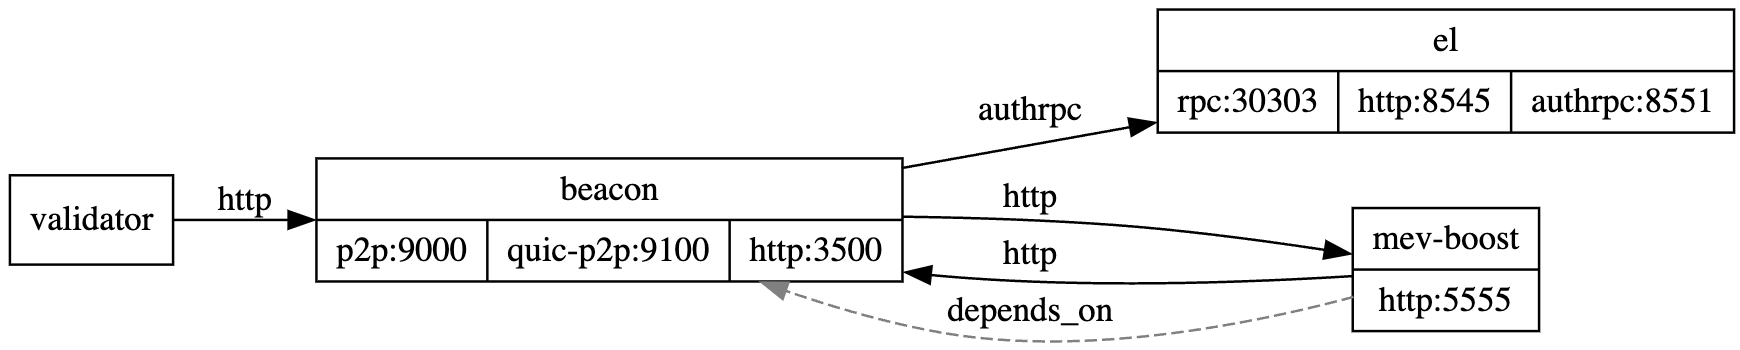 validator
http
beacon
p2p:9000
quic-p2p:9100
http:3500
authrpc
el
rpc:30303
http:8545
authrpc:8551
http
http
depends_on
mev-boost
http:5555